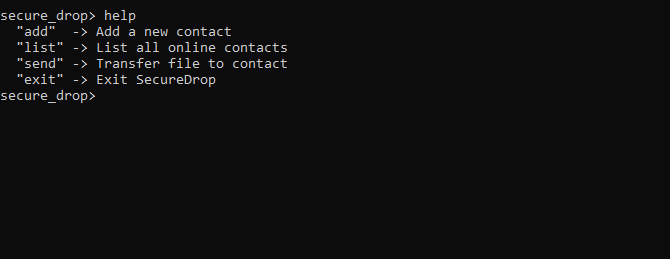 secure_drop> help
  "add"  -> Add a new contact
  "list" -> List all online contacts
  "send" -> Transfer file to contact
  "exit" -> Exit SecureDrop
secure_drop>